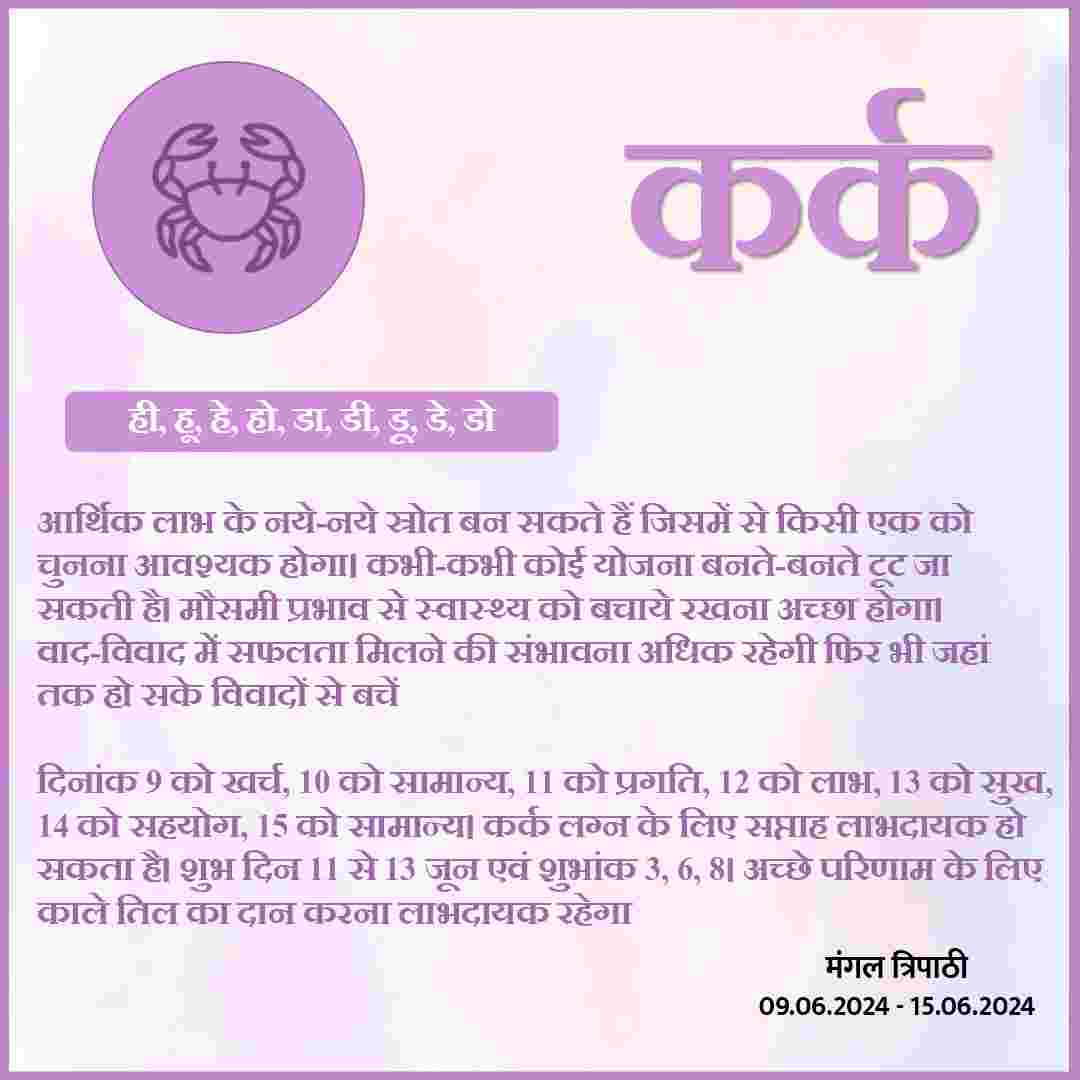 कर्क
ही, हू, हे, हो, डा, डी, डू, डे, डो
आर्थिक लाभ के नये-नये स्रोत बन सकते हैं जिसमें से किसी एक को
चुनना आवश्यक होगा। कभी-कभी कोई योजना बनते-बनते टूट जा
सकती है। मौसमी प्रभाव से स्वास्थ्य को बचाये रखना अच्छा होगा।
वाद-विवाद में सफलता मिलने की संभावना अधिक रहेगी फिर भी जहां
तक हो सके विवादों से बचें
दिनांक 9 को खर्च, 10 को सामान्य, 11 को प्रगति, 12 को लाभ, 13 को सुख,
14 को सहयोग, 15 को सामान्य। कर्क लग्न के लिए सप्ताह लाभदायक हो
सकता है। शुभ दिन 11 से 13 जून एवं शुभांक 3, 6, 8। अच्छे परिणाम के लिए
काले तिल का दान करना लाभदायक रहेगा
मंगल त्रिपाठी
09.06.2024 - 15.06.2024